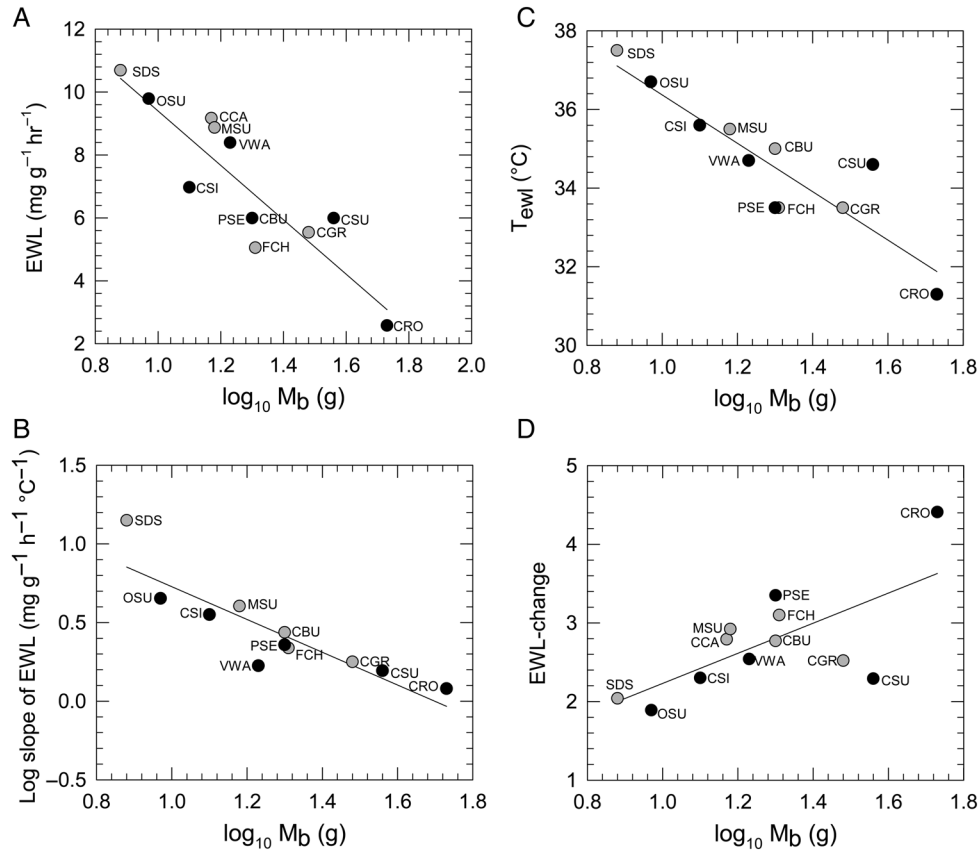 A
12
10
8
6
4
2
EWL (mg g⁻¹ hr⁻¹)
SDS
OSU
CCA
MSU
VWA
CSI
PSE
CBU
CSU
CGR
FCH
CRO
0.8 1.0 1.2 1.4 1.6 1.8 2.0
log₁₀ Mb (g)
C
38
36
34
32
30
Tewl (°C)
SDS
OSU
CSI
MSU
CBU
VWA
CSU
PSE
FCH
CGR
CRO
0.8 1.0 1.2 1.4 1.6 1.8
log₁₀ Mb (g)
B
1.5
1.0
0.5
0.0
−0.5
Log slope of EWL (mg g⁻¹ h⁻¹ °C⁻¹)
SDS
OSU
MSU
CSI
CBU
PSE
FCH
VWA
CGR
CSU
CRO
0.8 1.0 1.2 1.4 1.6 1.8
log₁₀ Mb (g)
D
5
4
3
2
1
EWL-change
CRO
PSE
FCH
MSU
CCA
CBU
VWA
CGR
CSI
CSU
SDS
OSU
0.8 1.0 1.2 1.4 1.6 1.8
log₁₀ Mb (g)